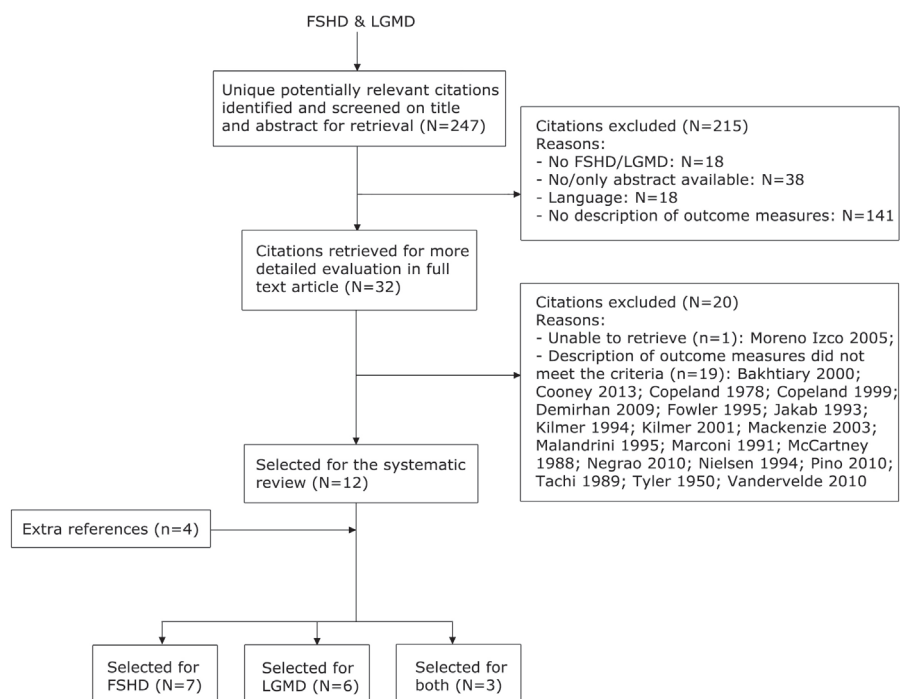 FSHD & LGMD
Unique potentially relevant citations
identified and screened on title
and abstract for retrieval (N=247)
Citations excluded (N=215)
Reasons:
- No FSHD/LGMD: N=18
- No/only abstract available: N=38
- Language: N=18
- No description of outcome measures: N=141
Citations retrieved for more
detailed evaluation in full
text article (N=32)
Citations excluded (N=20)
Reasons:
- Unable to retrieve (n=1): Moreno Izco 2005;
- Description of outcome measures did not
meet the criteria (n=19): Bakhtiary 2000;
Cooney 2013; Copeland 1978; Copeland 1999;
Demirhan 2009; Fowler 1995; Jakab 1993;
Kilmer 1994; Kilmer 2001; Mackenzie 2003;
Malandrini 1995; Marconi 1991; McCartney
1988; Negrao 2010; Nielsen 1994; Pino 2010;
Tachi 1989; Tyler 1950; Vandervelde 2010
Selected for the systematic
review (N=12)
Extra references (n=4)
Selected for
FSHD (N=7)
Selected for
LGMD (N=6)
Selected for
both (N=3)